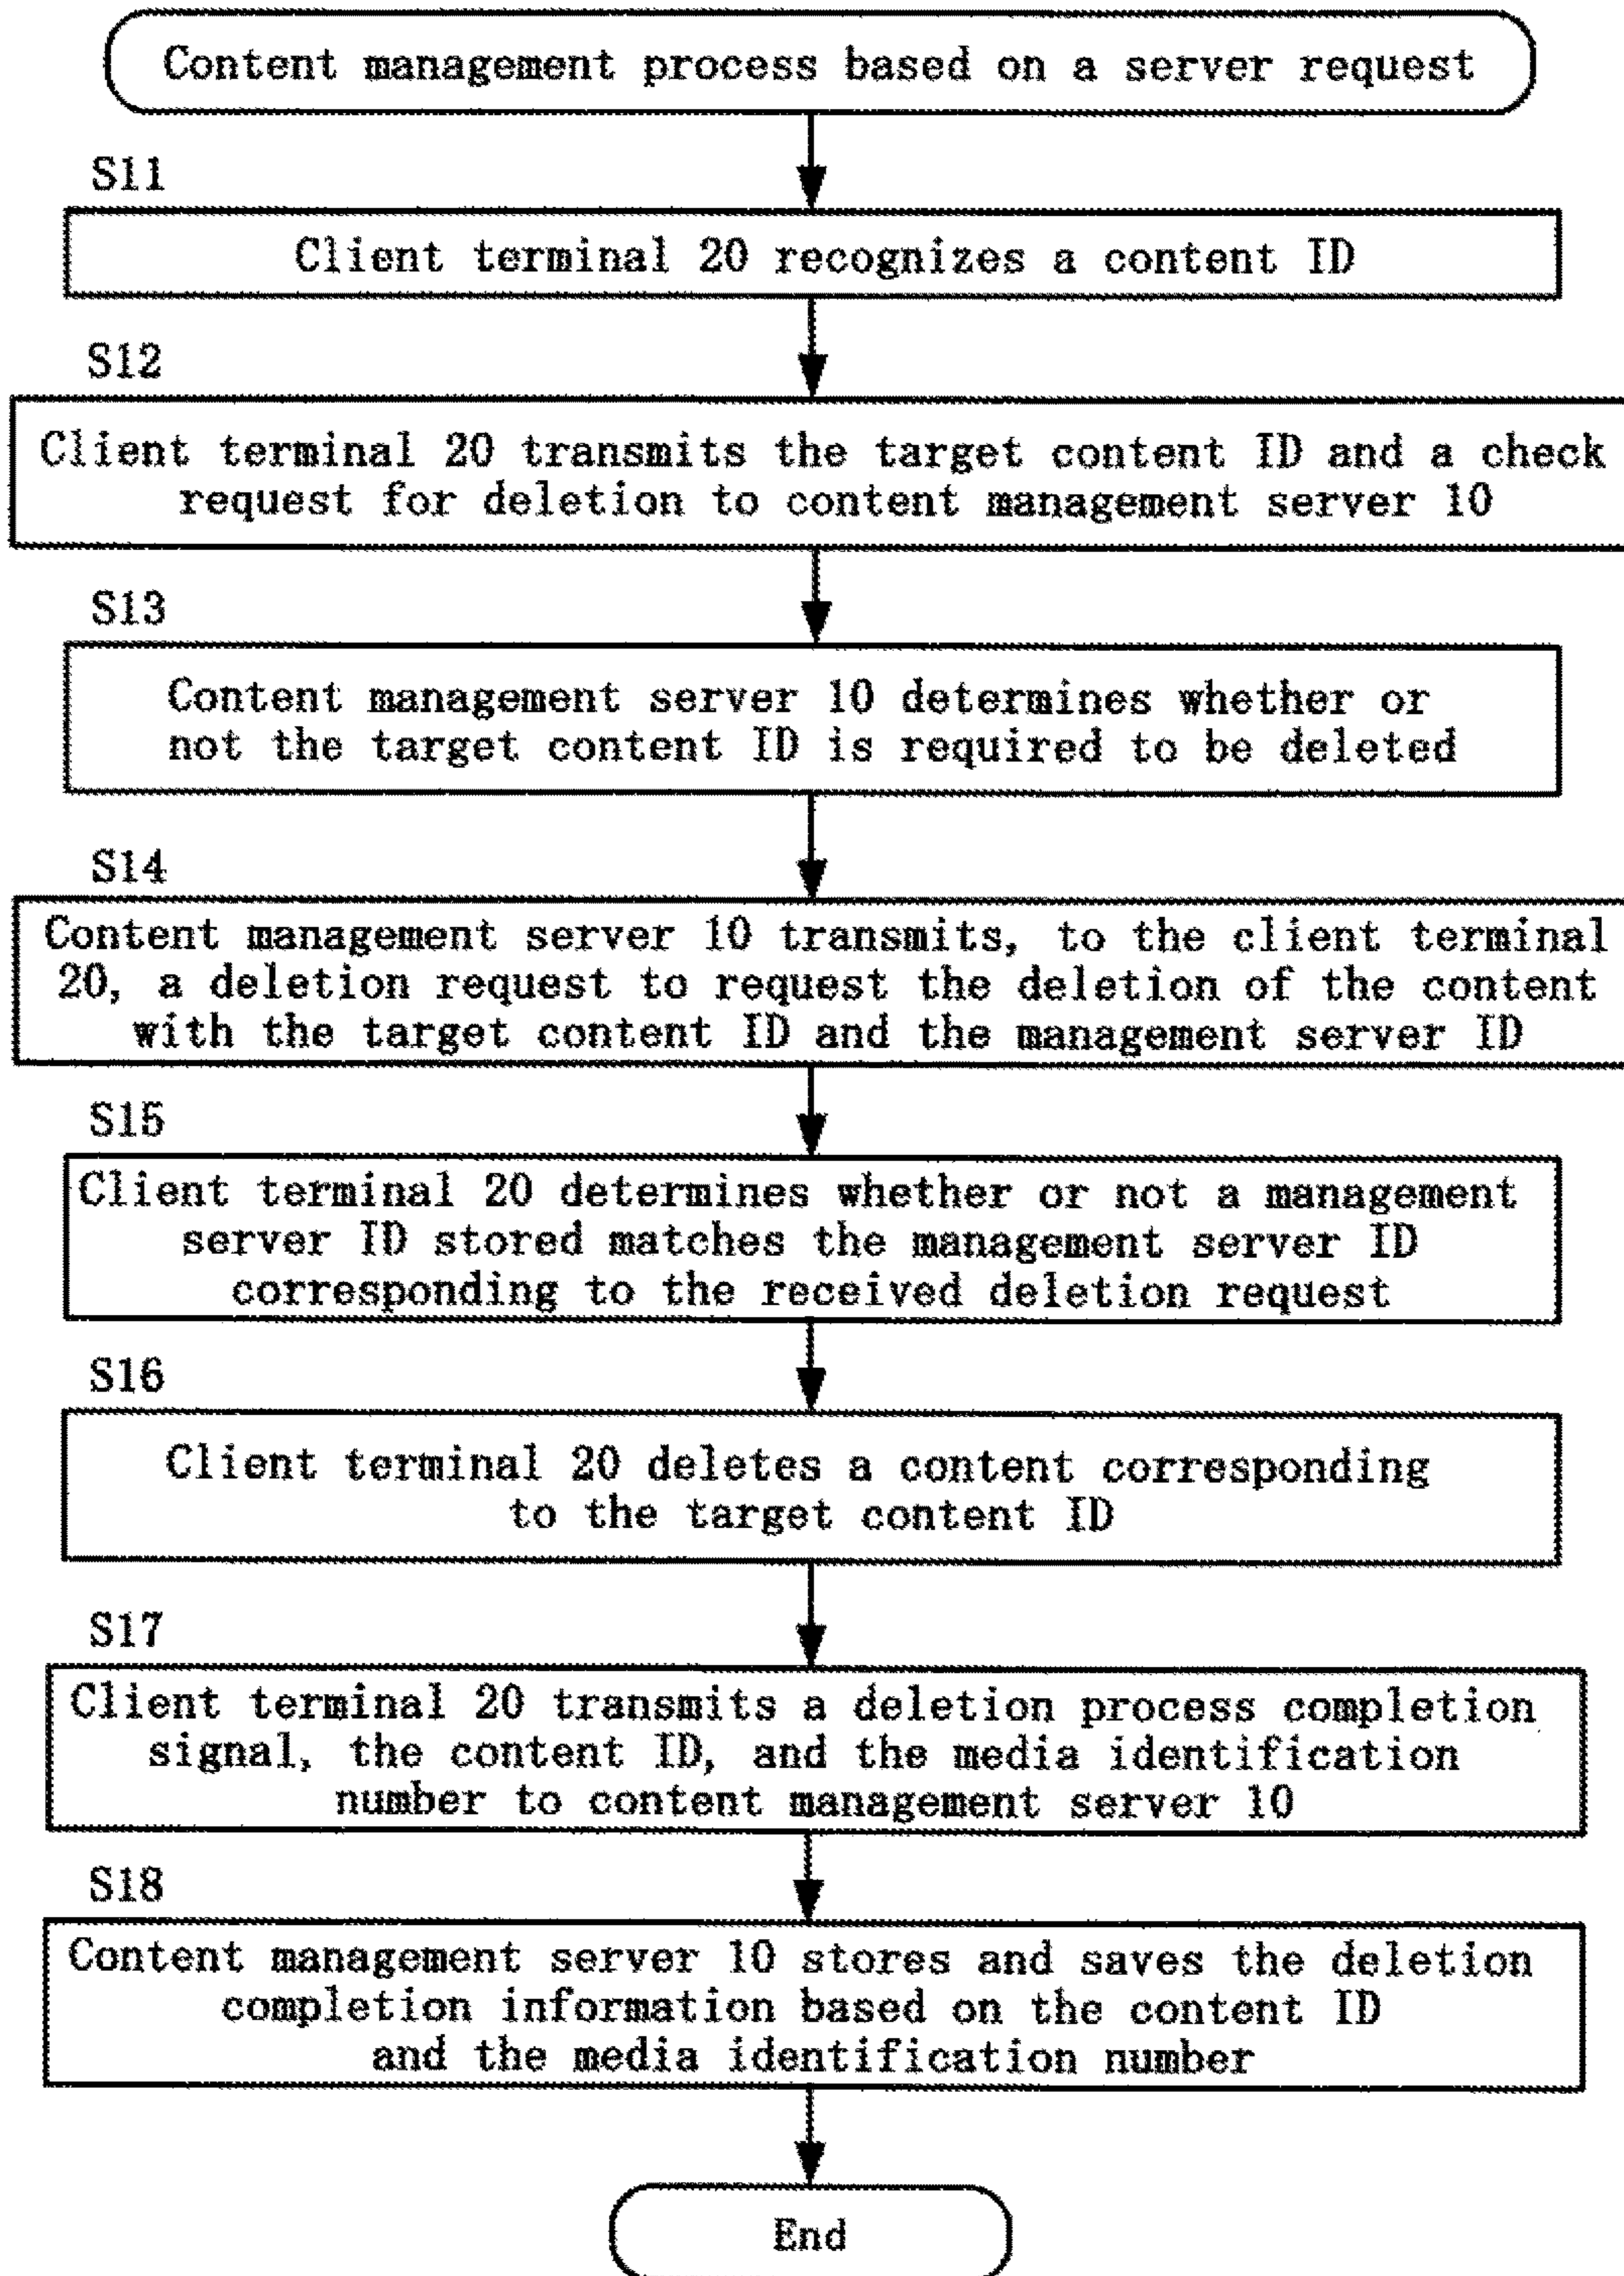 Content management process based on a server request
S11
Client terminal 20 recognizes a content ID
S12
Client terminal 20 transmits the target content ID and a check
request for deletion to content management server 10
S13
Content management server 10 determines whether or
not the target content ID is required to be deleted
S14
Content management server 10 transmits, to the client terminal
20, a deletion request to request the deletion of the content
with the target content ID and the management server ID
S15
Client terminal 20 determines whether or not a management
server ID stored matches the management server ID
corresponding to the received deletion request
S16
Client terminal 20 deletes a content corresponding
to the target content ID
S17
Client terminal 20 transmits a deletion process completion
signal, the content ID, and the media identification
number to content management server 10
S18
Content management server 10 stores and saves the deletion
completion information based on the content ID
and the media identification number
End